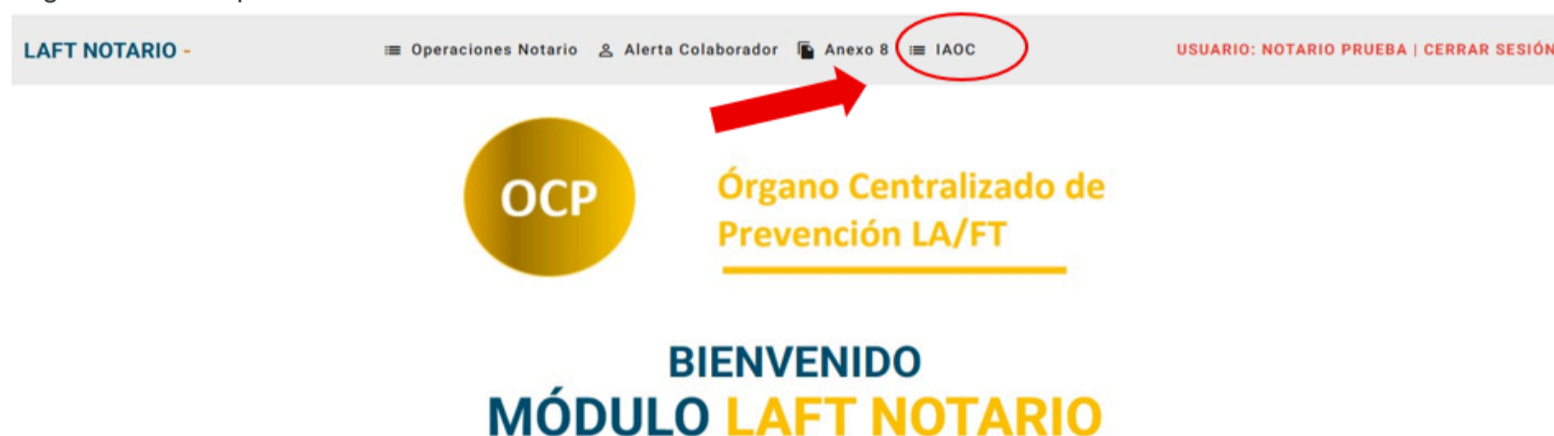 LAFT NOTARIO - Operaciones Notario Alerta Colaborador Anexo 8 IAOC USUARIO: NOTARIO PRUEBA | CERRAR SESIÓN
OCP
Órgano Centralizado de
Prevención LA/FT
BIENVENIDO
MÓDULO LAFT NOTARIO